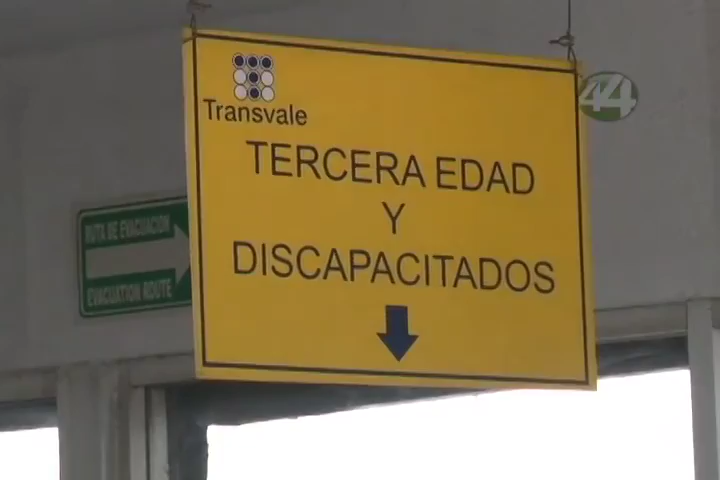 Transvale
TERCERA EDAD
Y
DISCAPACITADOS
44
RUTA DE EVACUACION
EVACUATION ROUTE